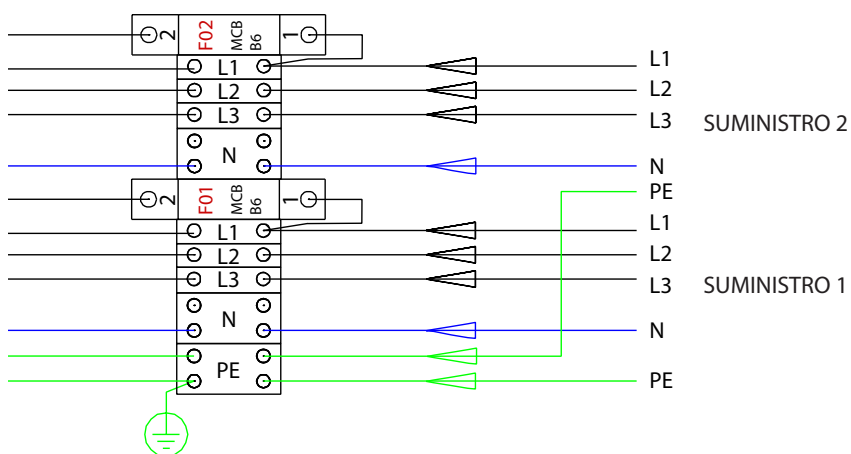 2 F02 MCB B6 1
L1 L1
L2 L2
L3 L3 SUMINISTRO 2
N N
PE
2 F01 MCB B6 1
L1 L1
L2 L2
L3 L3 SUMINISTRO 1
N N
PE PE